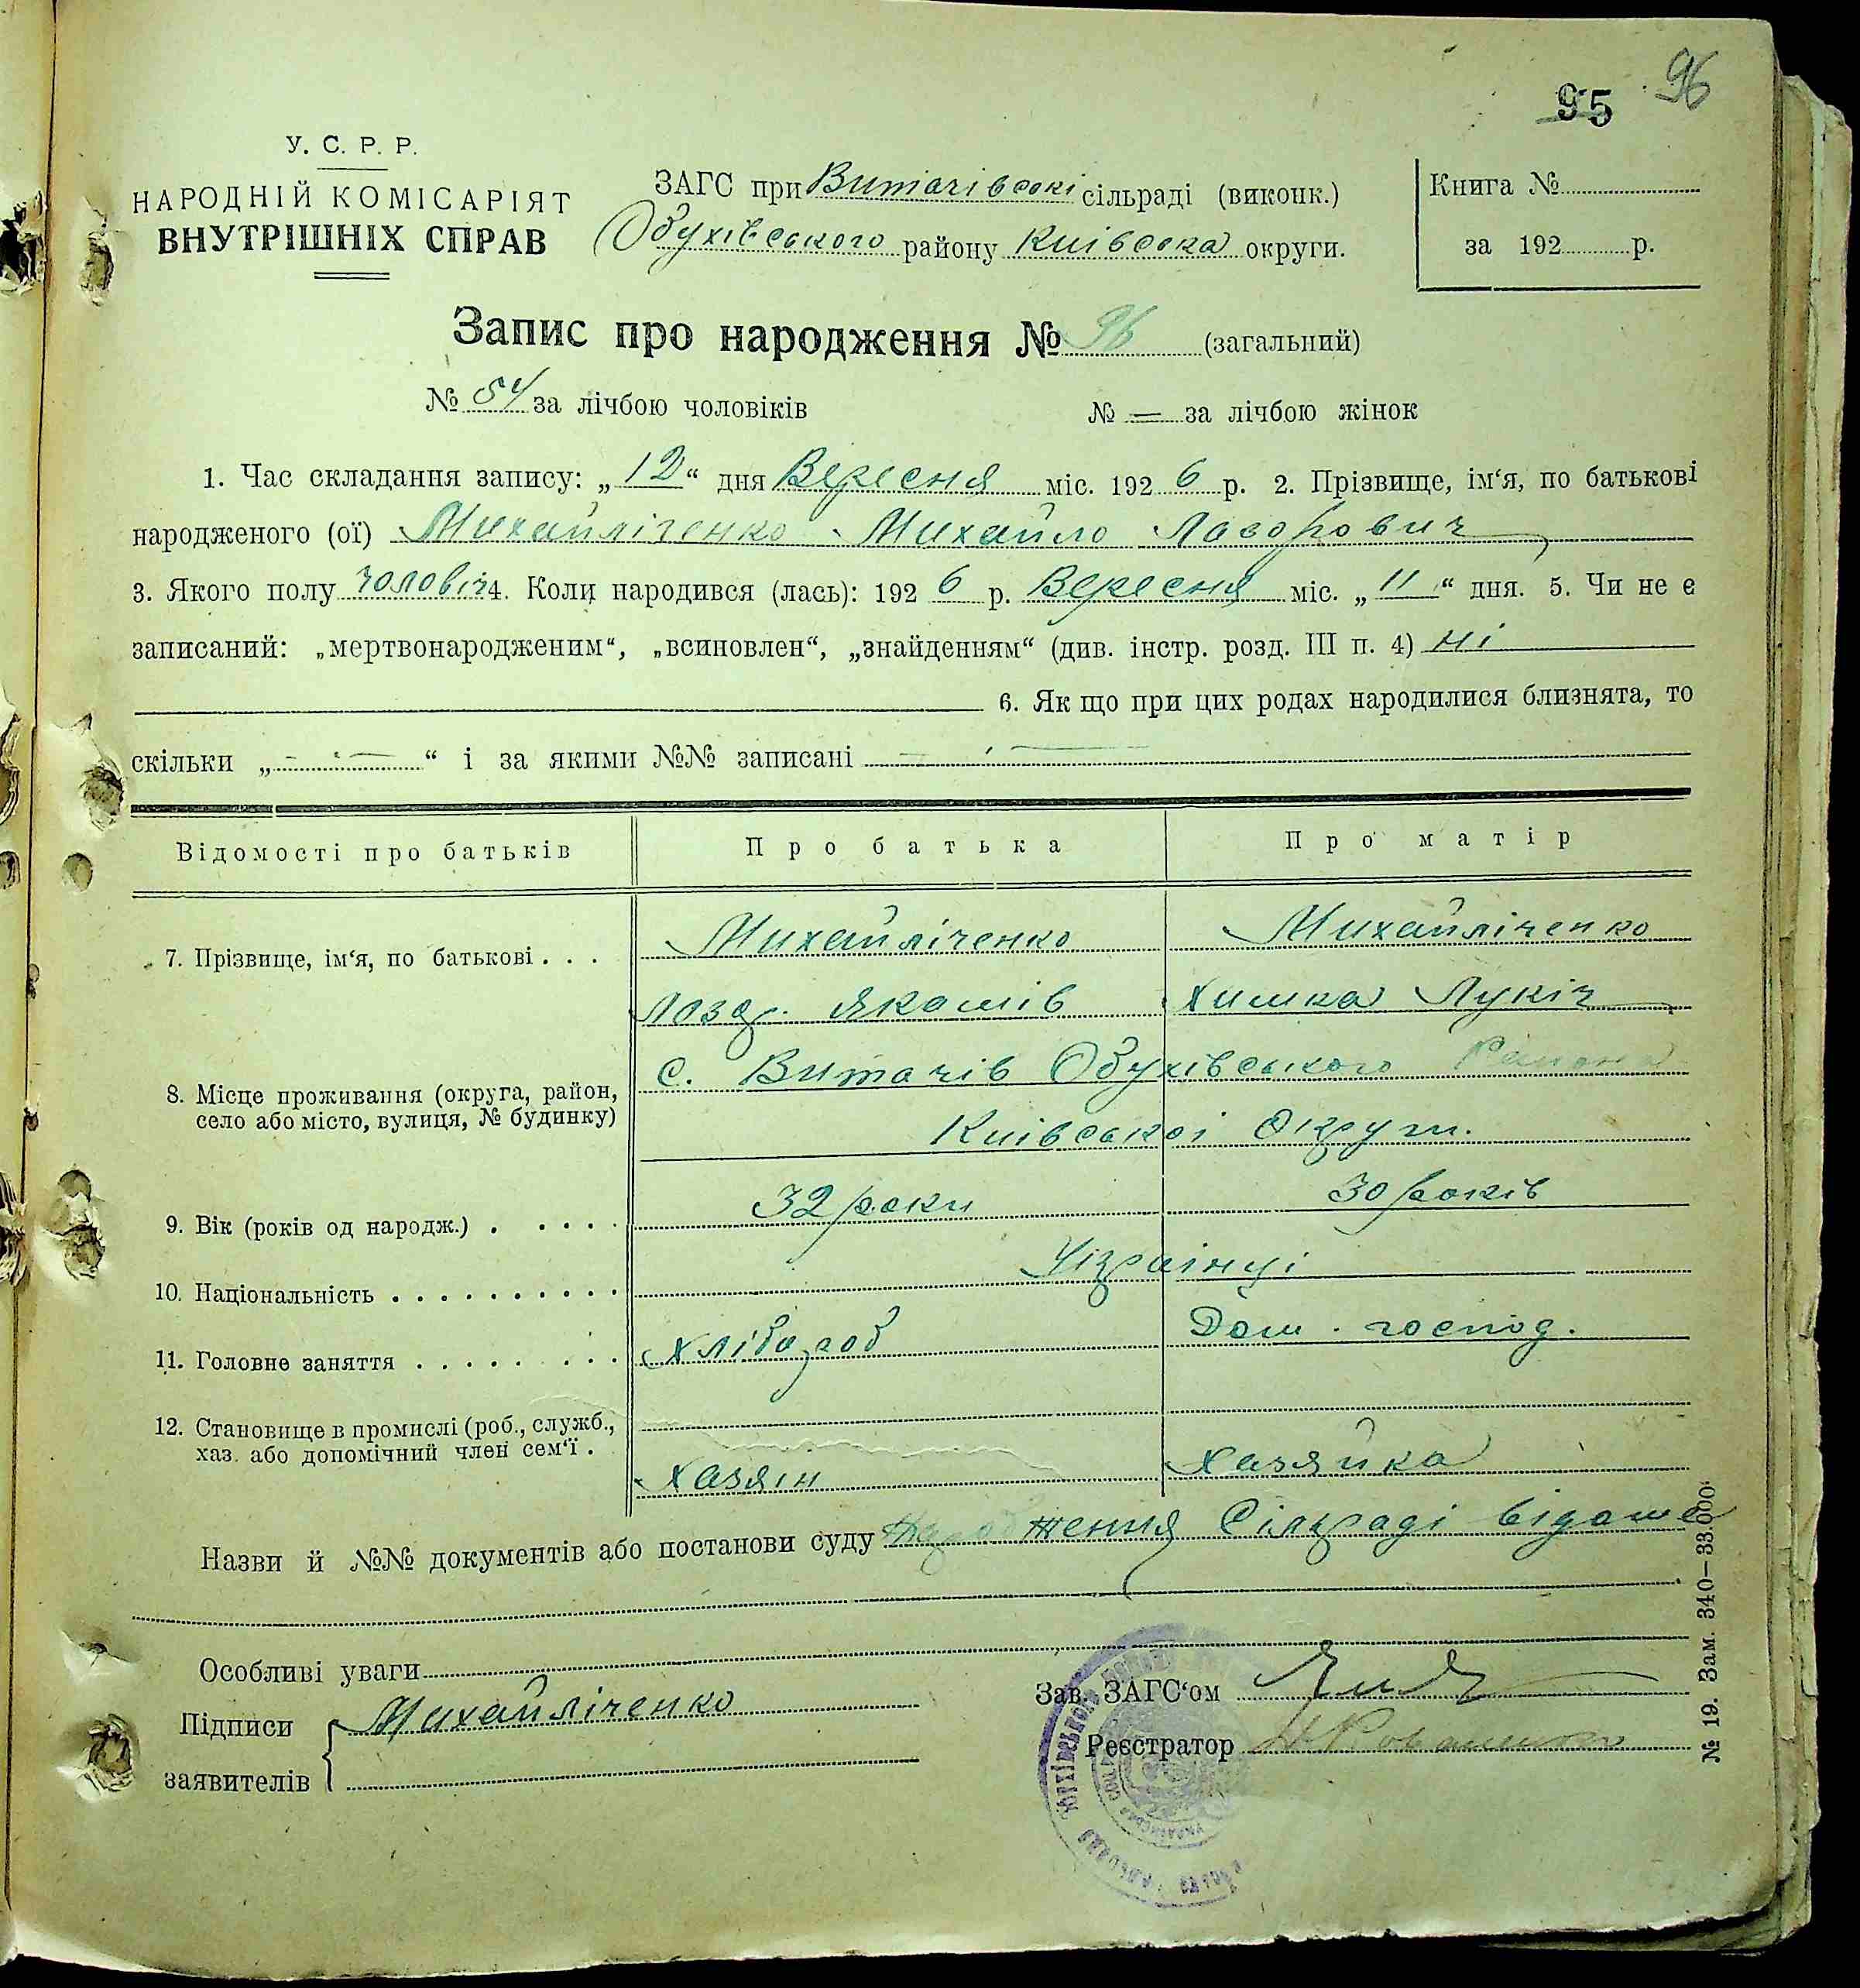 95 96
У. С. Р. Р.
НАРОДНІЙ КОМІСАРІЯТ
ВНУТРІШНІХ СПРАВ
ЗАГС при Витачівські сільраді (виконк.)
Обухівського району Київська округи.
Книга №
за 192 р.
Запис про народження № 96 (загальний)
№ 54 за лічбою чоловіків № = за лічбою жінок
1. Час складання запису: „12“ дня Вересня міс. 1926 р. 2. Прізвище, ім‘я, по батькові
народженого (ої) Михайліченко Михайло Лазорович
3. Якого полу чоловіч 4. Коли народився (лась): 1926 р. Вересня міс. „11“ дня. 5. Чи не є
записаний: „мертвонародженим“, „всиновлен“, „знайденням“ (див. інстр. розд. III п. 4) ні
6. Як що при цих родах народилися близнята, то
скільки „ - “ і за якими №№ записані —
Відомості про батьків Про батька Про матір
7. Прізвище, ім‘я, по батькові . . . Михайліченко Михайліченко
Лазар. Якомів Химка Лукіч
8. Місце проживання (округа, район, село або місто, вулиця, № будинку) с. Витачів Обухівського Района
Київської Округи.
9. Вік (років од народж.) . . . . . 32 роки 30 років
10. Національність . . . . . . . . . . Українці
11. Головне заняття . . . . . . . . . Хлібороб Дом. господ.
12. Становище в промислі (роб., служб.,
хаз. або допомічний член сем‘ї . Хазяїн Хазяйка
Назви й №№ документів або постанови суду Народження Сільраді відоме
Особливі уваги
Підписи заявителів Михайліченко
Зав. ЗАГС‘ом
Реєстратор
№ 19. Зам. 340—33.000.